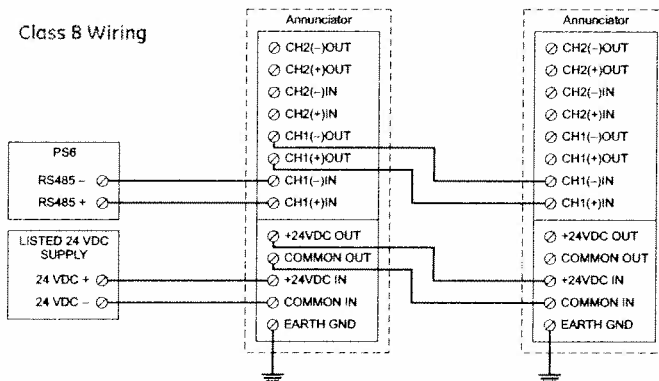 Class B Wiring
PS6
RS485 –
RS485 +
LISTED 24 VDC
SUPPLY
24 VDC +
24 VDC –
Annunciator
CH2(–)OUT
CH2(+)OUT
CH2(–)IN
CH2(+)IN
CH1(–)OUT
CH1(+)OUT
CH1(–)IN
CH1(+)IN
+24VDC OUT
COMMON OUT
+24VDC IN
COMMON IN
EARTH GND
Annunciator
CH2(–)OUT
CH2(+)OUT
CH2(–)IN
CH2(+)IN
CH1(–)OUT
CH1(+)OUT
CH1(–)IN
CH1(+)IN
+24VDC OUT
COMMON OUT
+24VDC IN
COMMON IN
EARTH GND